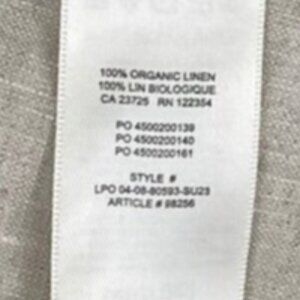 100% ORGANIC LINEN
100% LIN BIOLOGIQUE
CA 23725 RN 122354
PO 4500200139
PO 4500200140
PO 4500200161
STYLE #
LPO 04-08-80593-SU23
ARTICLE # 98256